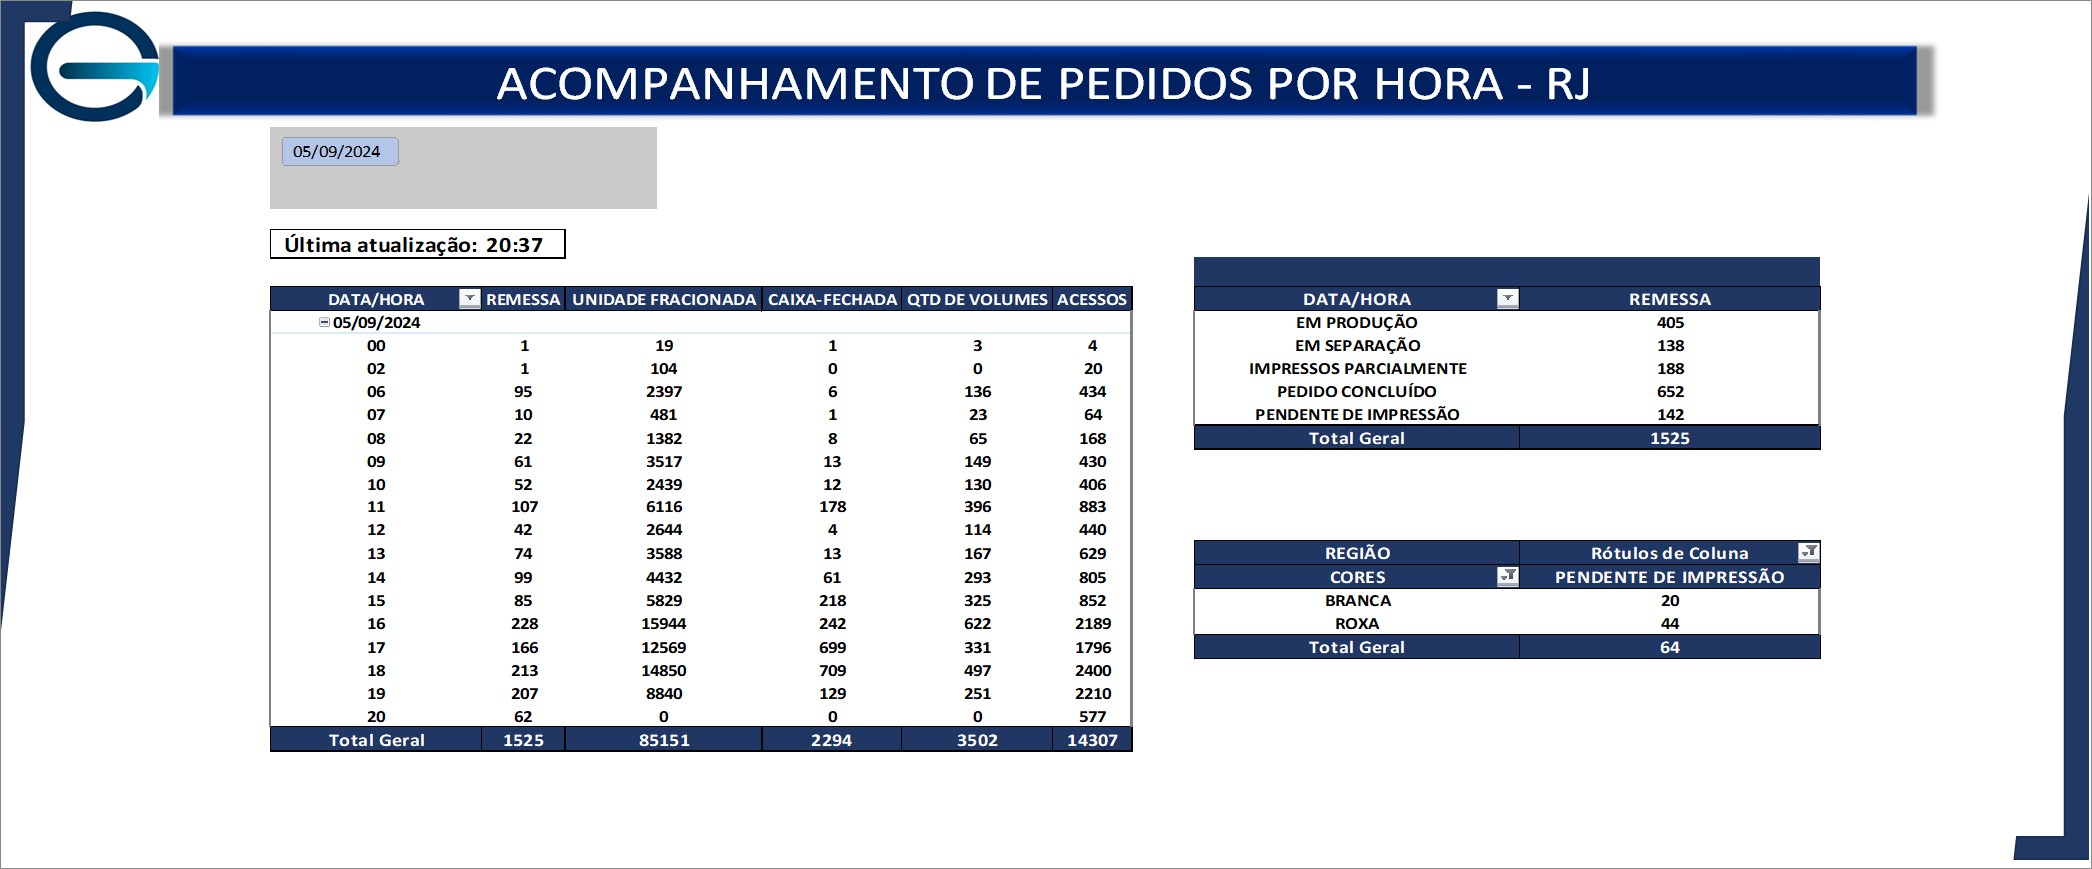 ACOMPANHAMENTO DE PEDIDOS POR HORA - RJ
05/09/2024
Última atualização: 20:37
DATA/HORA REMESSA UNIDADE FRACIONADA CAIXA-FECHADA QTD DE VOLUMES ACESSOS
05/09/2024
00 1 19 1 3 4
02 1 104 0 0 20
06 95 2397 6 136 434
07 10 481 1 23 64
08 22 1382 8 65 168
09 61 3517 13 149 430
10 52 2439 12 130 406
11 107 6116 178 396 883
12 42 2644 4 114 440
13 74 3588 13 167 629
14 99 4432 61 293 805
15 85 5829 218 325 852
16 228 15944 242 622 2189
17 166 12569 699 331 1796
18 213 14850 709 497 2400
19 207 8840 129 251 2210
20 62 0 0 0 577
Total Geral 1525 85151 2294 3502 14307
DATA/HORA REMESSA
EM PRODUÇÃO 405
EM SEPARAÇÃO 138
IMPRESSOS PARCIALMENTE 188
PEDIDO CONCLUÍDO 652
PENDENTE DE IMPRESSÃO 142
Total Geral 1525
REGIÃO Rótulos de Coluna
CORES PENDENTE DE IMPRESSÃO
BRANCA 20
ROXA 44
Total Geral 64